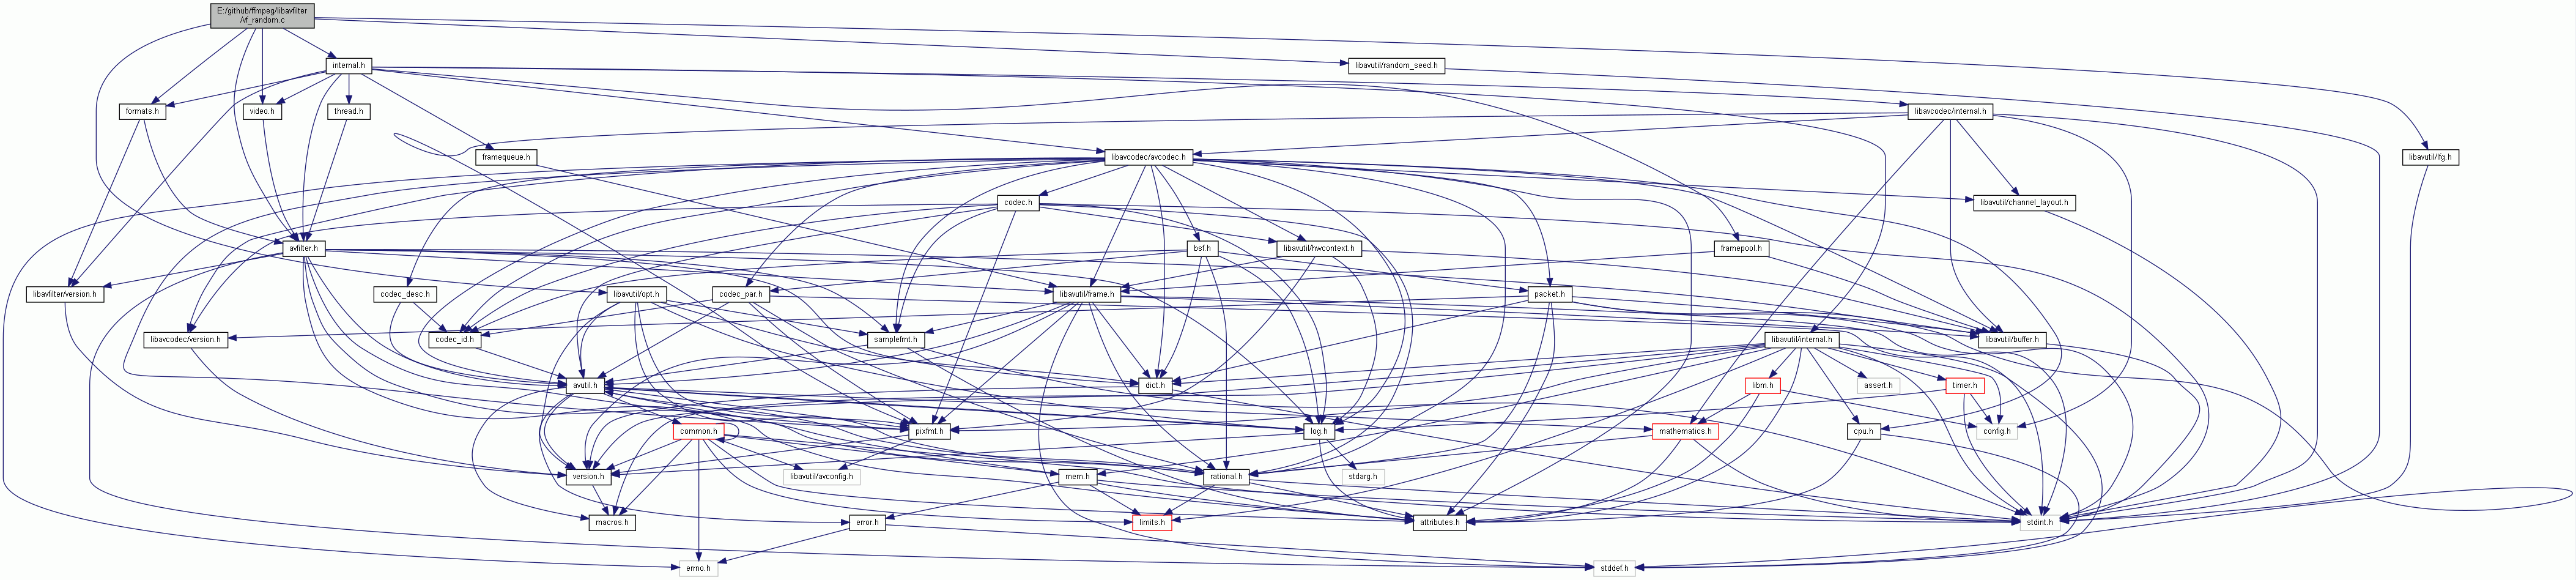 E:/github/ffmpeg/libavfilter
/vf_random.c
internal.h
libavutil/random_seed.h
formats.h
video.h
thread.h
libavcodec/internal.h
framequeue.h
libavcodec/avcodec.h
libavutil/lfg.h
codec.h
libavutil/channel_layout.h
avfilter.h
bsf.h
libavutil/hwcontext.h
framepool.h
libavfilter/version.h
codec_desc.h
libavutil/opt.h
codec_par.h
libavutil/frame.h
packet.h
libavcodec/version.h
codec_id.h
samplefmt.h
libavutil/internal.h
libavutil/buffer.h
avutil.h
dict.h
libm.h
assert.h
timer.h
common.h
pixfmt.h
log.h
mathematics.h
cpu.h
config.h
version.h
libavutil/avconfig.h
mem.h
rational.h
stdarg.h
macros.h
error.h
limits.h
attributes.h
stdint.h
errno.h
stddef.h